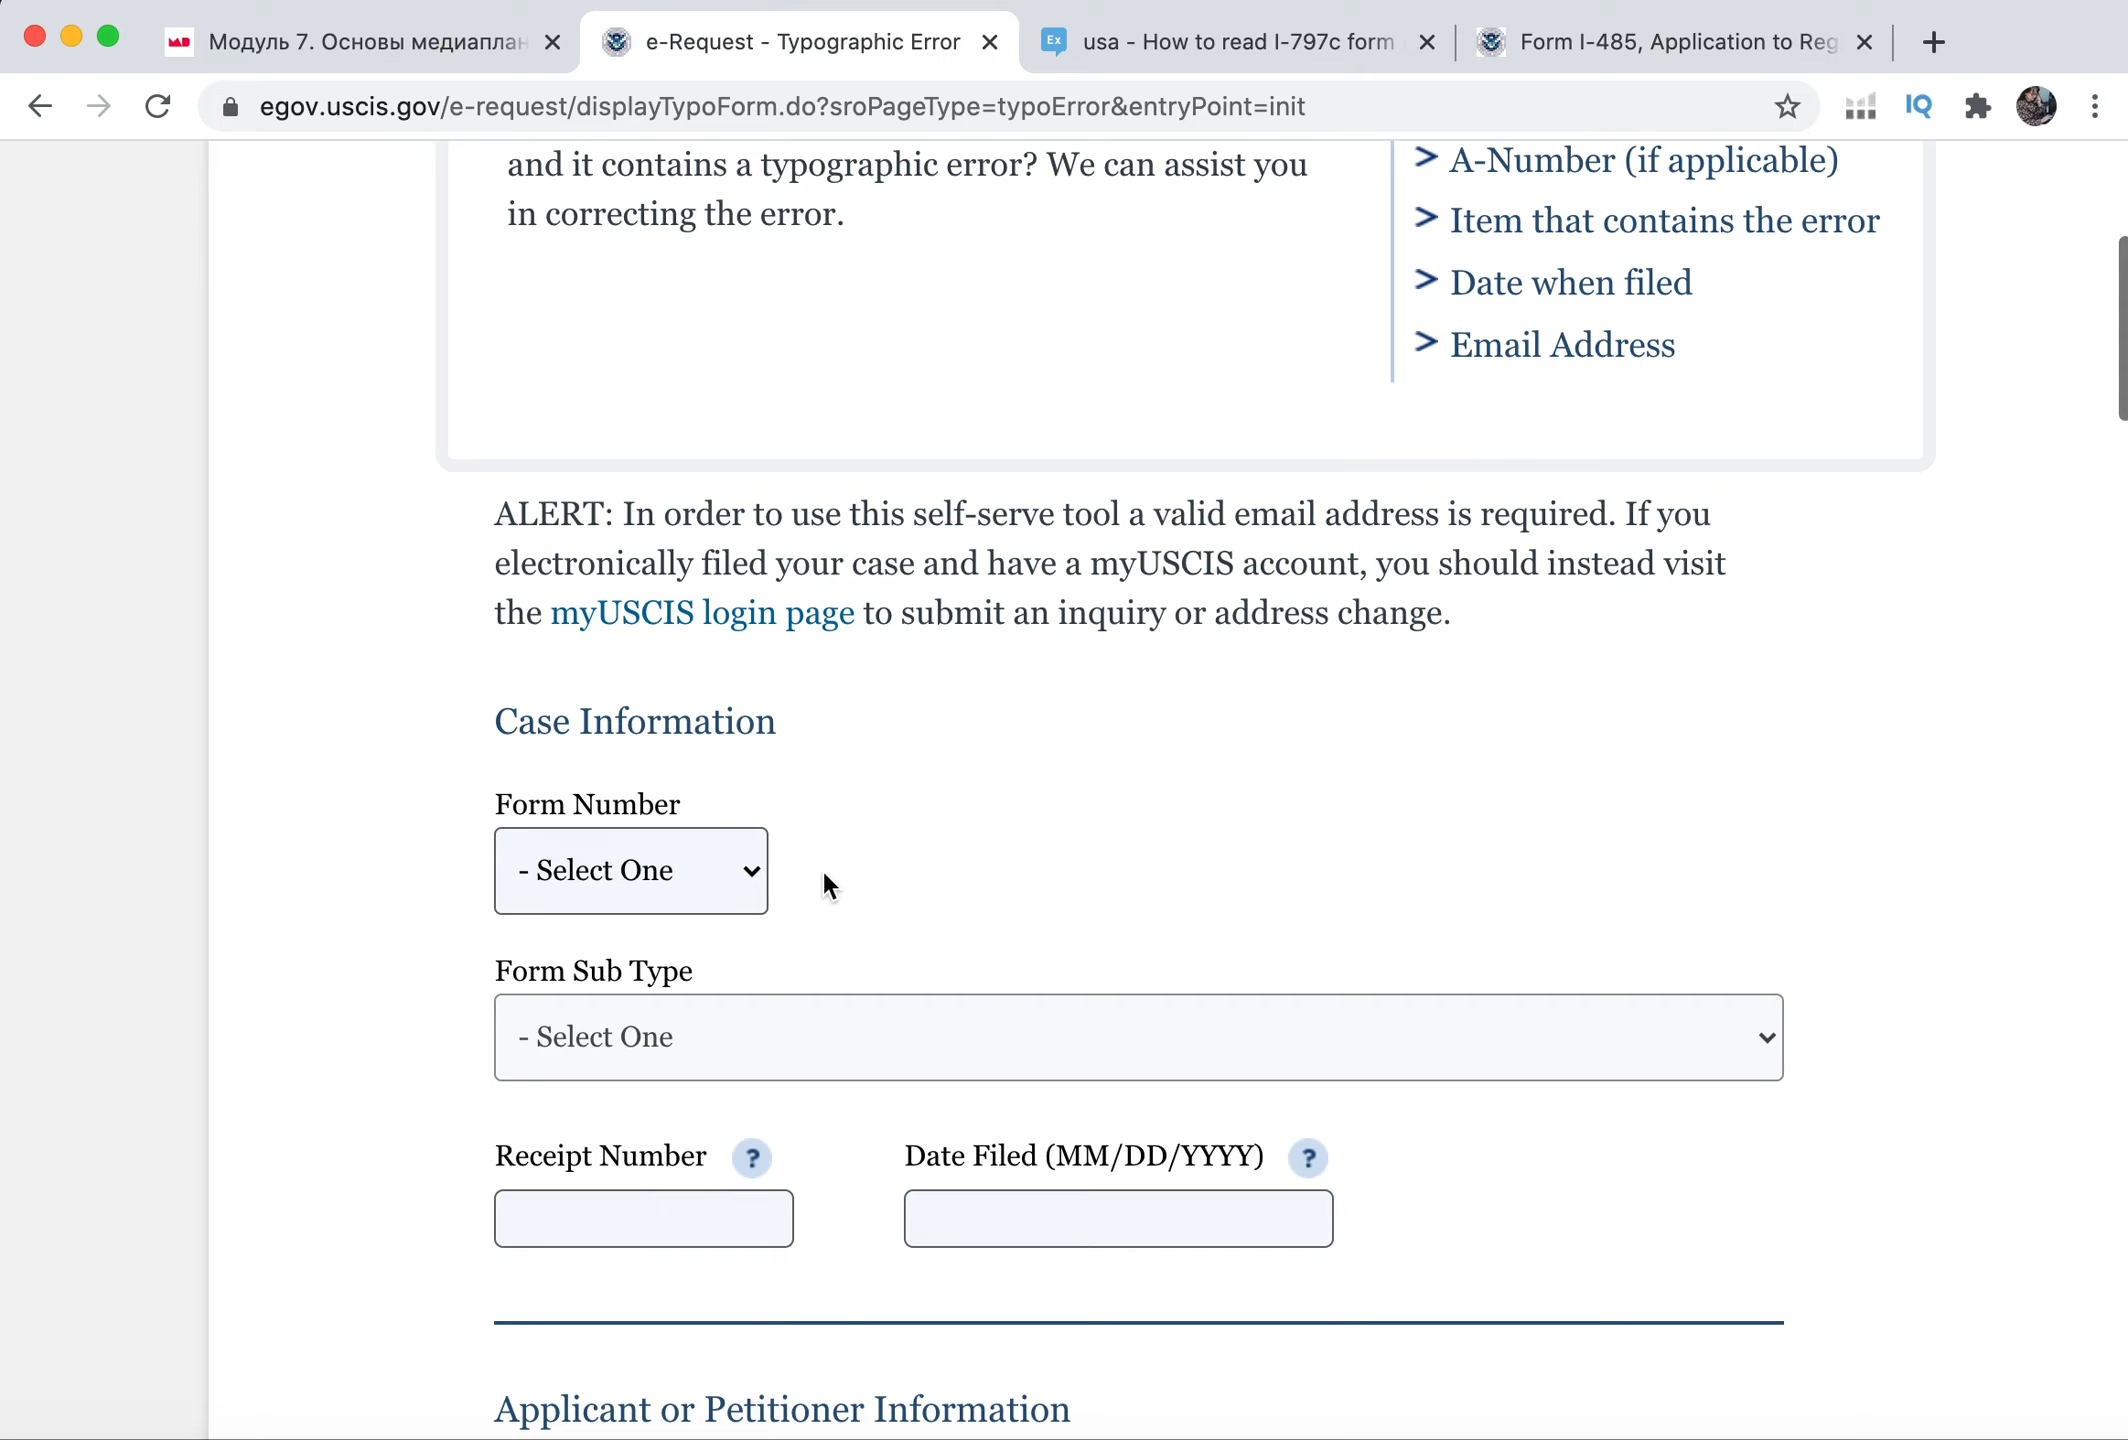 Модуль 7. Основы медиаплан
e-Request - Typographic Error
usa - How to read I-797c form
Form I-485, Application to Reg
egov.uscis.gov/e-request/displayTypoForm.do?sroPageType=typoError&entryPoint=init
IQ
and it contains a typographic error? We can assist you
in correcting the error.
> A-Number (if applicable)
> Item that contains the error
> Date when filed
> Email Address
ALERT: In order to use this self-serve tool a valid email address is required. If you
electronically filed your case and have a myUSCIS account, you should instead visit
the myUSCIS login page to submit an inquiry or address change.
Case Information
Form Number
- Select One
Form Sub Type
- Select One
Receipt Number ?
Date Filed (MM/DD/YYYY) ?
Applicant or Petitioner Information